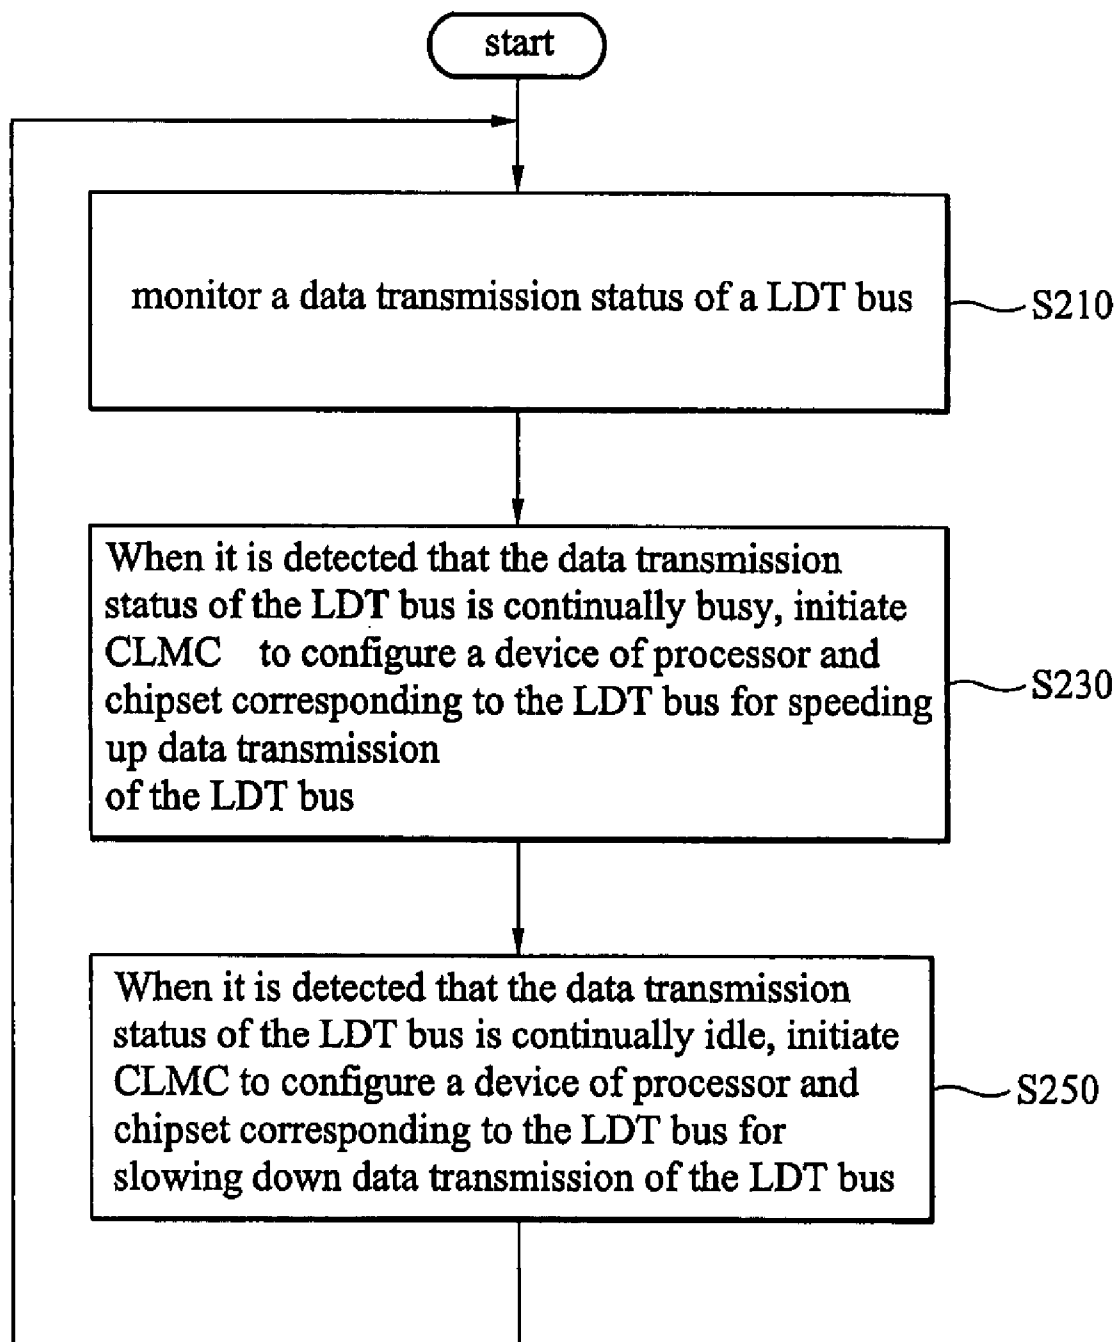 start
monitor a data transmission status of a LDT bus
S210
When it is detected that the data transmission
status of the LDT bus is continually busy, initiate
CLMC to configure a device of processor and
chipset corresponding to the LDT bus for speeding
up data transmission
of the LDT bus
S230
When it is detected that the data transmission
status of the LDT bus is continually idle, initiate
CLMC to configure a device of processor and
chipset corresponding to the LDT bus for
slowing down data transmission of the LDT bus
S250